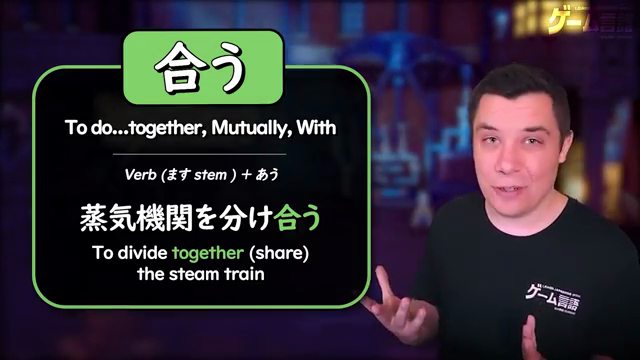 合う
To do...together, Mutually, With
Verb (ます stem ) + あう
蒸気機関を分け合う
To divide together (share)
the steam train
ゲーム言語
ゲーム言語